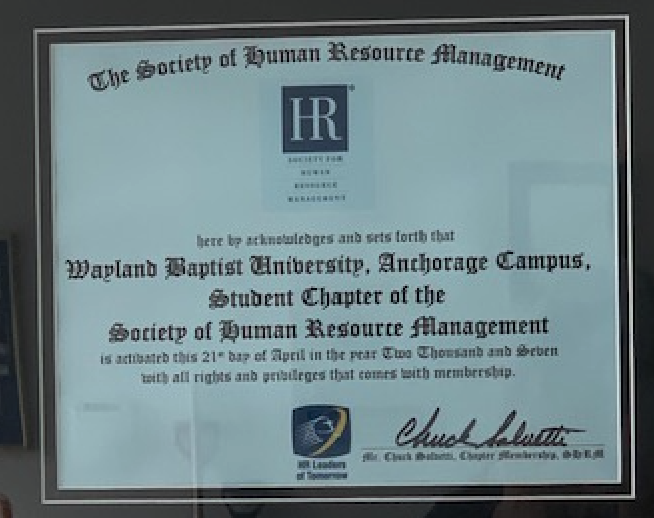 The Society of Human Resource Management
HR®
SOCIETY FOR
HUMAN
RESOURCE
MANAGEMENT
here by acknowledges and sets forth that
Wayland Baptist University, Anchorage Campus,
Student Chapter of the
Society of Human Resource Management
is activated this 21st day of April in the year Two Thousand and Seven
with all rights and privileges that comes with membership.
HR Leaders
of Tomorrow
Chuck Salvetti
Mr. Chuck Salvetti, Chapter Membership, SHRM